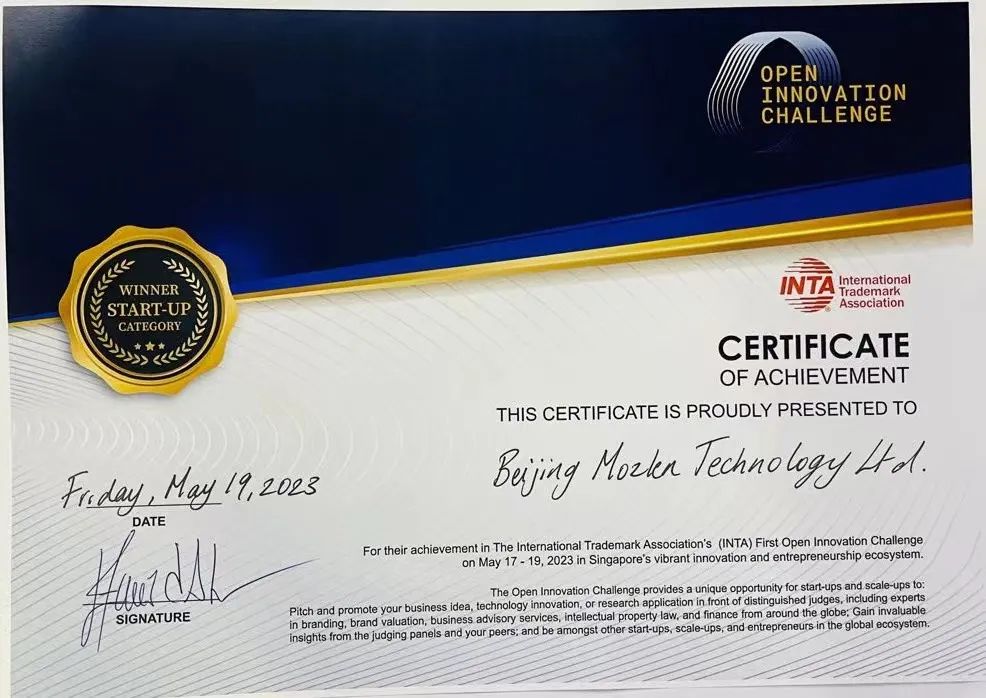 OPEN
INNOVATION
CHALLENGE
WINNER
START-UP
CATEGORY
INTA International
Trademark
Association
CERTIFICATE
OF ACHIEVEMENT
THIS CERTIFICATE IS PROUDLY PRESENTED TO
Beijing Mozlen Technology Ltd.
Friday, May 19, 2023
DATE
SIGNATURE
For their achievement in The International Trademark Association's (INTA) First Open Innovation Challenge
on May 17 - 19, 2023 in Singapore's vibrant innovation and entrepreneurship ecosystem.
The Open Innovation Challenge provides a unique opportunity for start-ups and scale-ups to:
Pitch and promote your business idea, technology innovation, or research application in front of distinguished judges, including experts
in branding, brand valuation, business advisory services, intellectual property law, and finance from around the globe; Gain invaluable
insights from the judging panels and your peers; and be amongst other start-ups, scale-ups, and entrepreneurs in the global ecosystem.